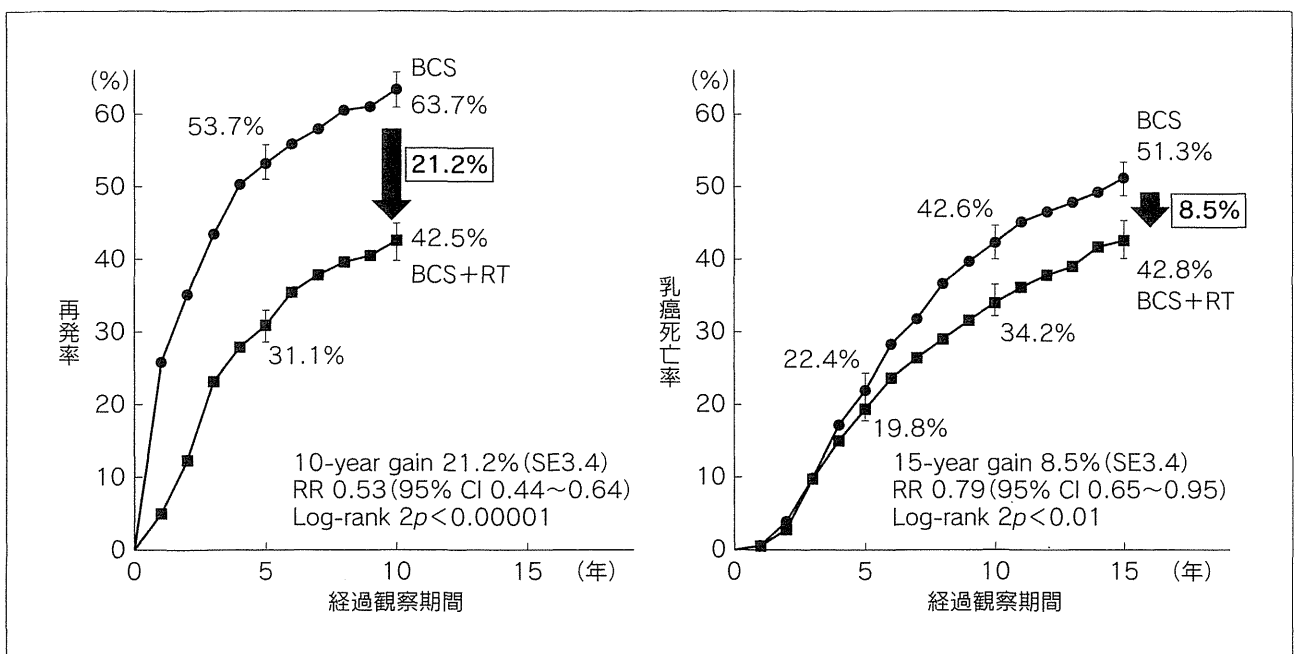 (%)
60
50
40
30
20
10
0
再発率
BCS
63.7%
53.7%
21.2%
42.5%
BCS+RT
31.1%
10-year gain 21.2%(SE3.4)
RR 0.53(95% CI 0.44~0.64)
Log-rank 2p<0.00001
0 5 10 15 (年)
経過観察期間
(%)
60
50
40
30
20
10
0
乳癌死亡率
BCS
51.3%
42.6%
8.5%
42.8%
BCS+RT
34.2%
22.4%
19.8%
15-year gain 8.5%(SE3.4)
RR 0.79(95% CI 0.65~0.95)
Log-rank 2p<0.01
0 5 10 15 (年)
経過観察期間